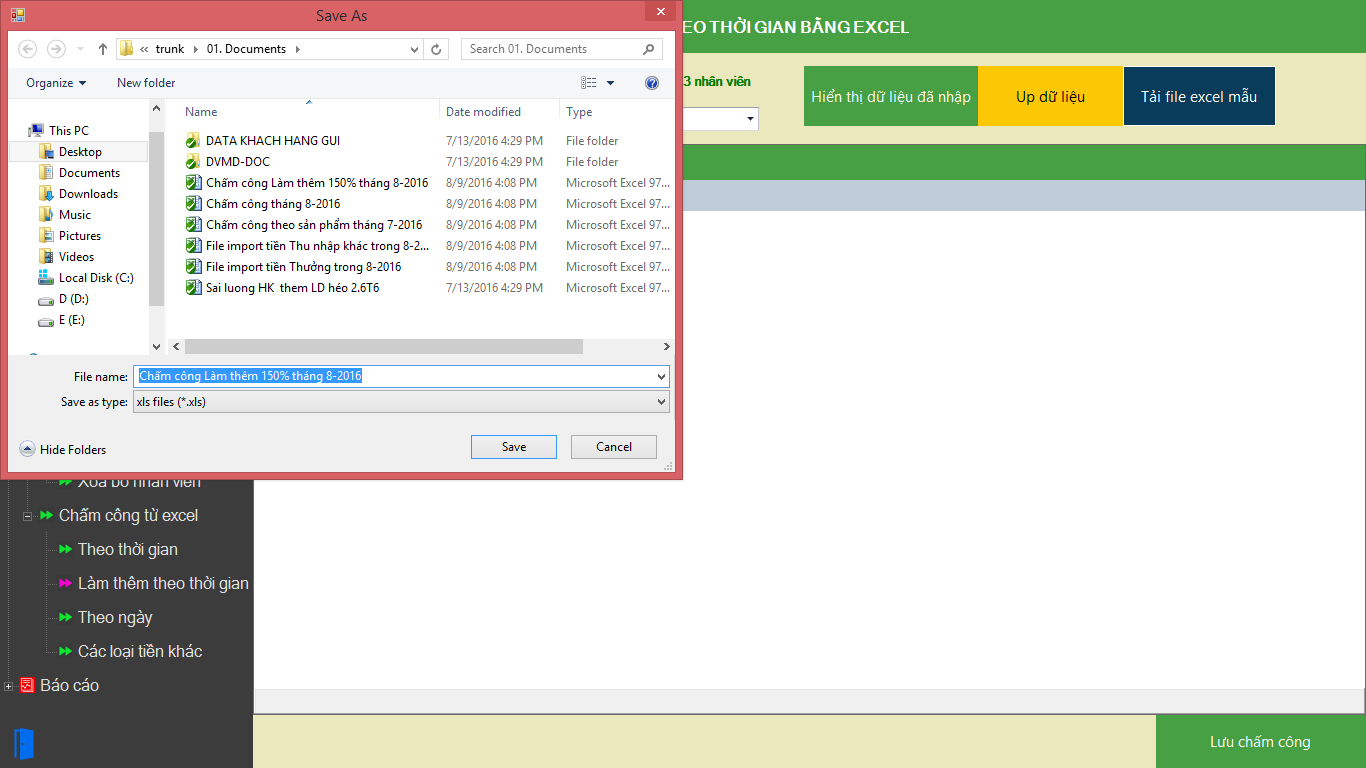 Save As
EO THỜI GIAN BẰNG EXCEL
« trunk 01. Documents
Search 01. Documents
Organize New folder
3 nhân viên
Hiển thị dữ liệu đã nhập
Up dữ liệu
Tải file excel mẫu
This PC
Desktop
Documents
Downloads
Music
Pictures
Videos
Local Disk (C:)
D (D:)
E (E:)
Name Date modified Type
DATA KHACH HANG GUI 7/13/2016 4:29 PM File folder
DVMD-DOC 7/13/2016 4:29 PM File folder
Chấm công Làm thêm 150% tháng 8-2016 8/9/2016 4:08 PM Microsoft Excel 97...
Chấm công tháng 8-2016 8/9/2016 4:08 PM Microsoft Excel 97...
Chấm công theo sản phẩm tháng 7-2016 8/9/2016 4:08 PM Microsoft Excel 97...
File import tiền Thu nhập khác trong 8-2... 8/9/2016 4:08 PM Microsoft Excel 97...
File import tiền Thưởng trong 8-2016 8/9/2016 4:08 PM Microsoft Excel 97...
Sai luong HK them LD héo 2.6T6 7/13/2016 4:29 PM Microsoft Excel 97...
File name: Chấm công Làm thêm 150% tháng 8-2016
Save as type: xls files (*.xls)
Hide Folders
Save
Cancel
Xóa bỏ nhân viên
Chấm công từ excel
Theo thời gian
Làm thêm theo thời gian
Theo ngày
Các loại tiền khác
Báo cáo
Lưu chấm công